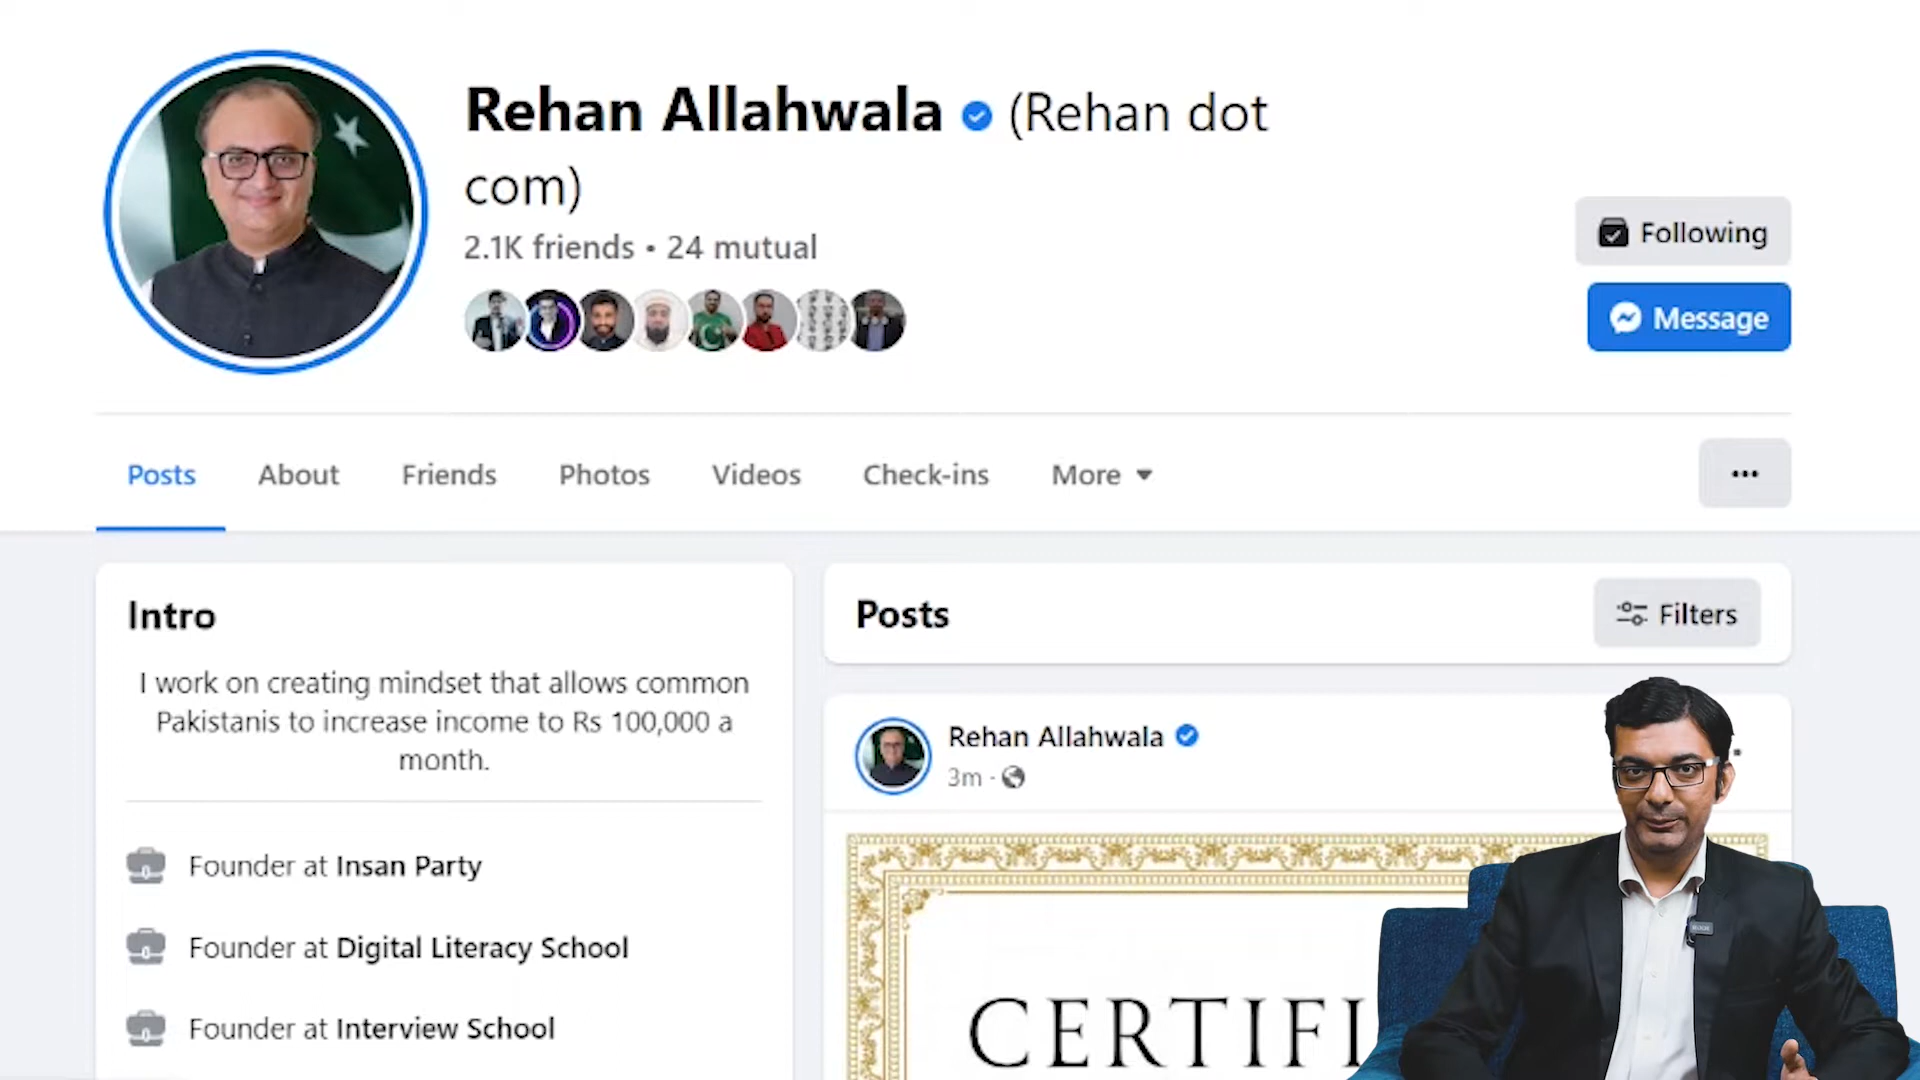 Rehan Allahwala (Rehan dot
com)
2.1K friends • 24 mutual
Following
Message
Posts About Friends Photos Videos Check-ins More
Intro
I work on creating mindset that allows common
Pakistanis to increase income to Rs 100,000 a
month.
Founder at Insan Party
Founder at Digital Literacy School
Founder at Interview School
Posts
Filters
Rehan Allahwala
3m ·
CERTIFI